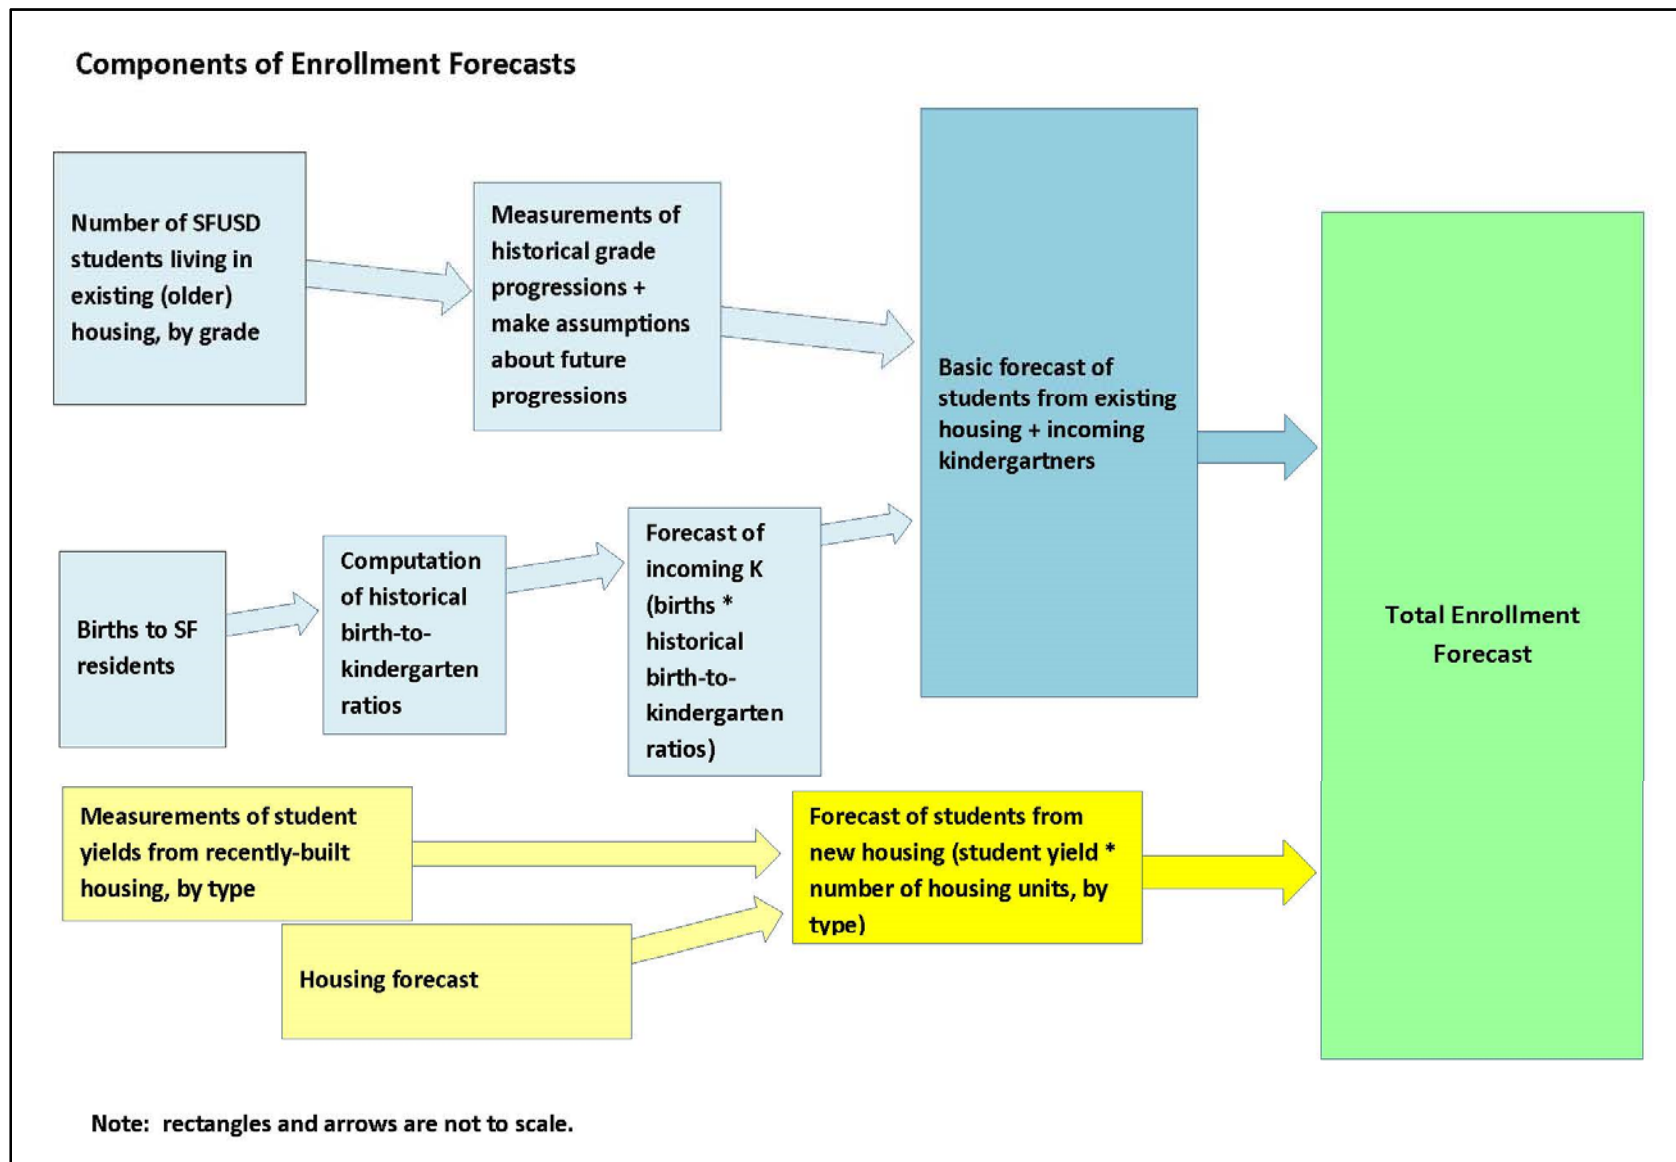 Components of Enrollment Forecasts
Number of SFUSD
students living in
existing (older)
housing, by grade
Measurements of
historical grade
progressions +
make assumptions
about future
progressions
Basic forecast of
students from existing
housing + incoming
kindergartners
Total Enrollment
Forecast
Births to SF
residents
Computation
of historical
birth-to-
kindergarten
ratios
Forecast of
incoming K
(births *
historical
birth-to-
kindergarten
ratios)
Measurements of student
yields from recently-built
housing, by type
Housing forecast
Forecast of students from
new housing (student yield *
number of housing units, by
type)
Note:  rectangles and arrows are not to scale.